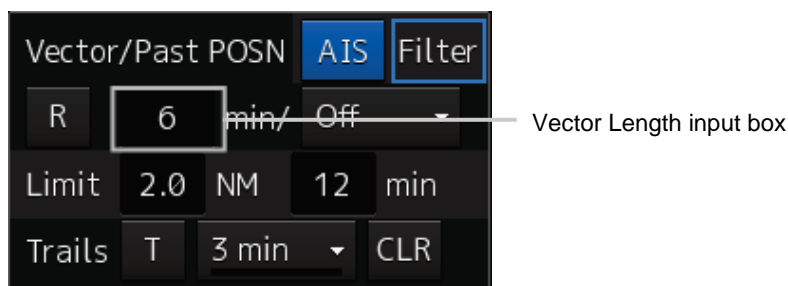 Vector/Past POSN AIS Filter
R 6 min/ Off
Vector Length input box
Limit 2.0 NM 12 min
Trails T 3 min CLR